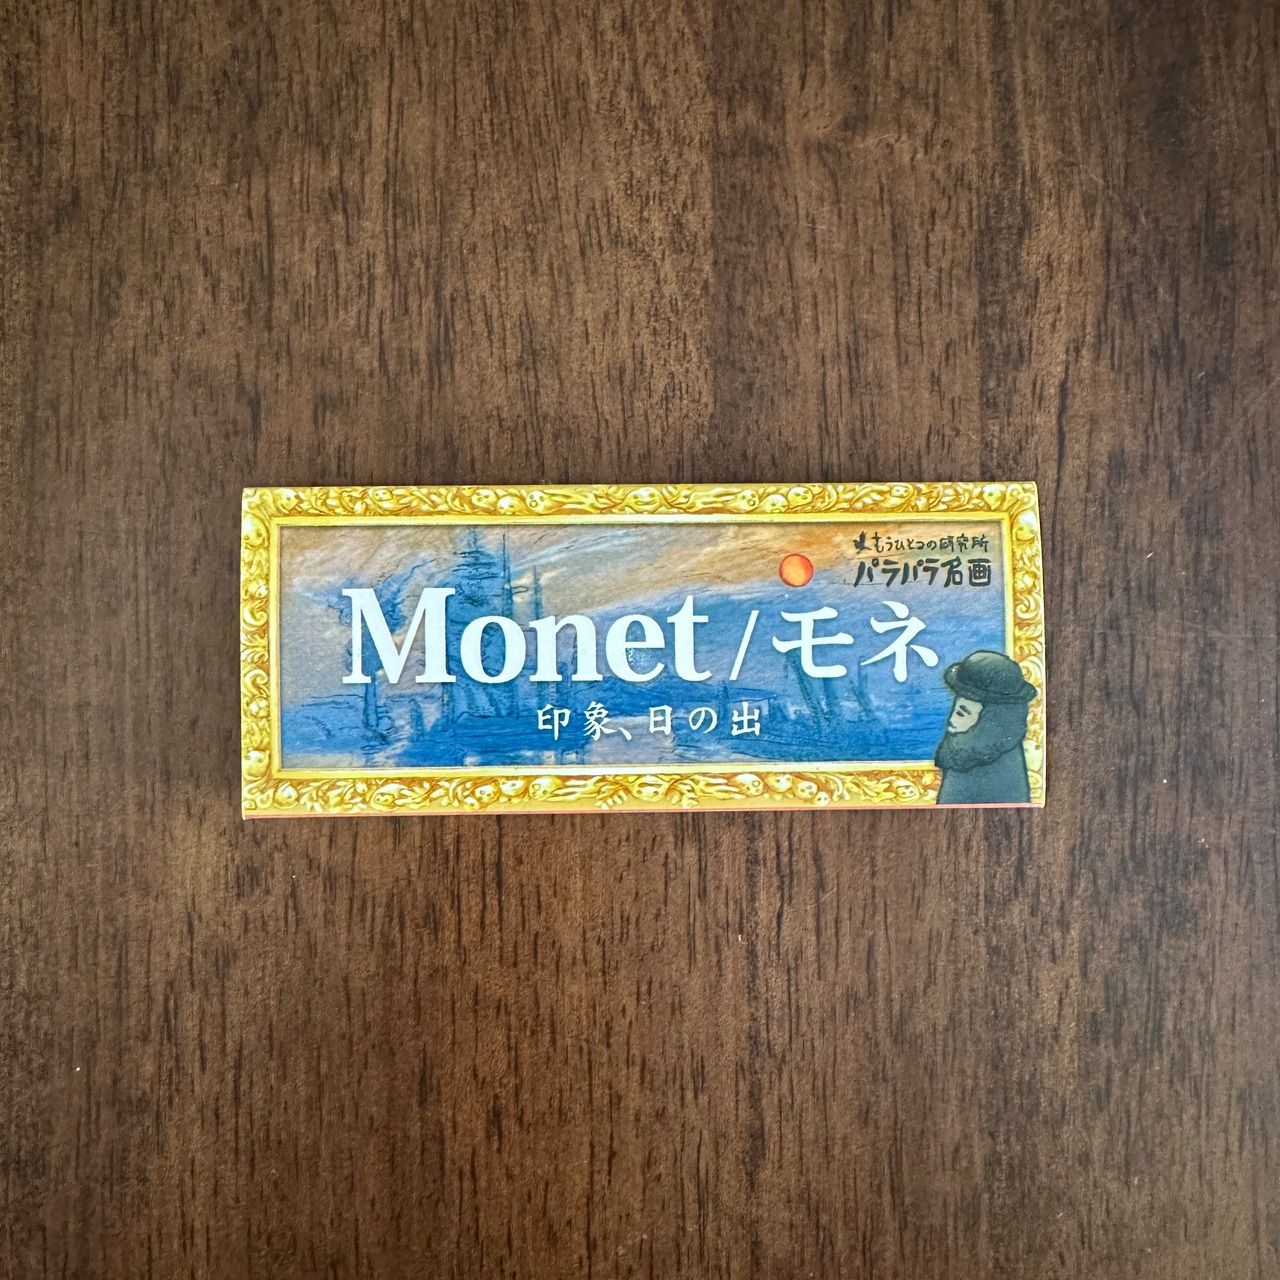 もうひとつの研究所
パラパラ名画
Monet/モネ
印象、日の出